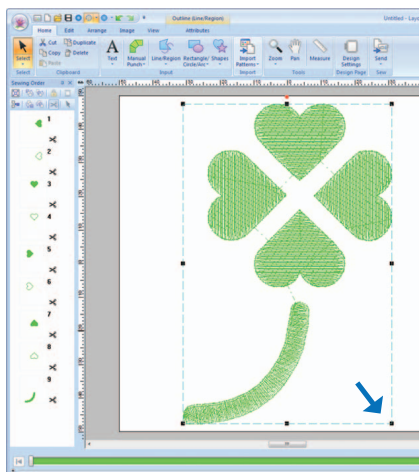 Outline (Line/Region)
Untitled - Layo
Home Edit Arrange Image View Attributes
Select
Cut
Copy
Paste
Duplicate
Delete
Text
Manual Punch
Line/Region
Rectangle/ Circle/Arc
Shapes
Import Patterns
Zoom
Pan
Measure
Design Settings
Send
Select Clipboard Input Import Tools Design Page Sew
Sewing Order
1
2
3
4
5
6
7
8
9